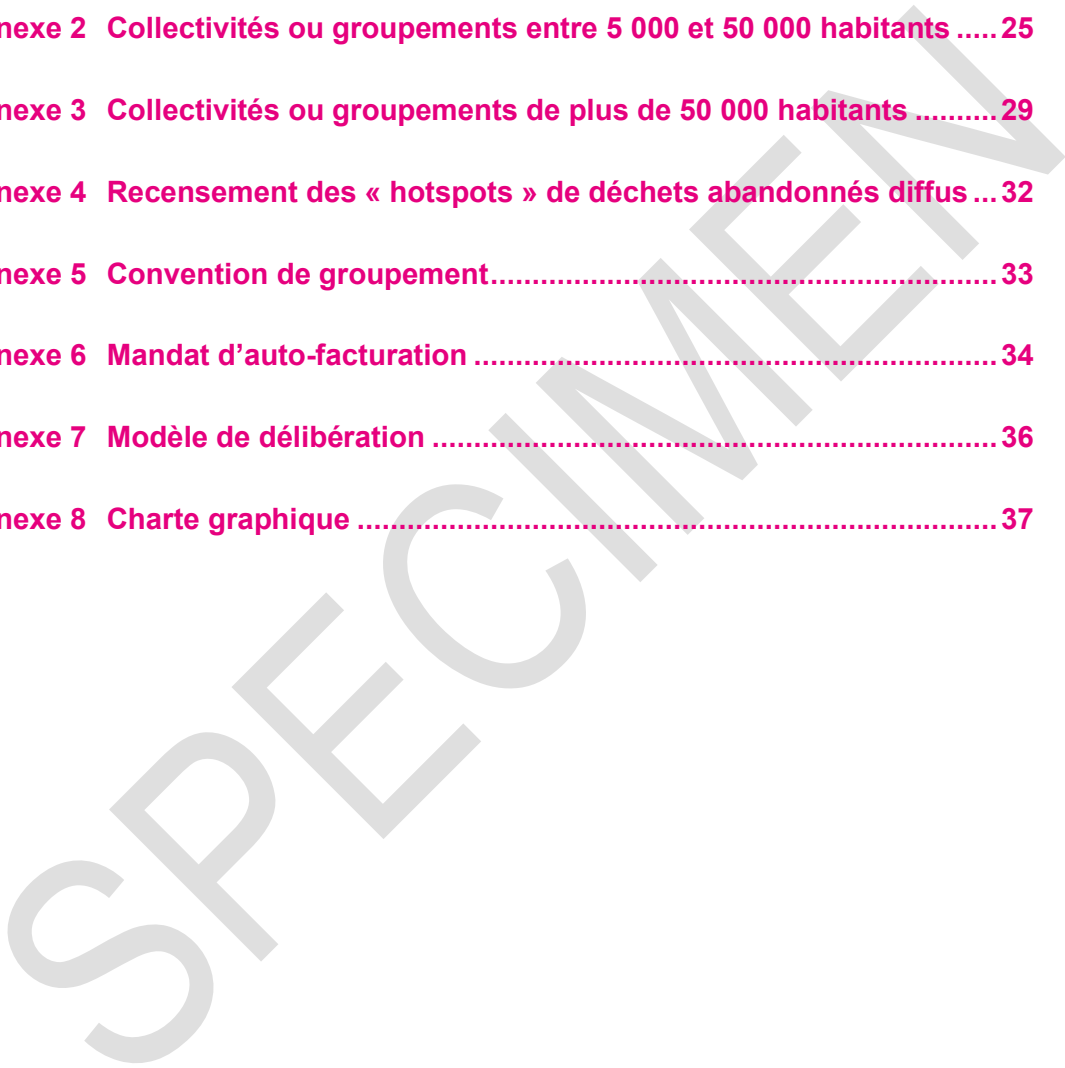 nexe 2 Collectivités ou groupements entre 5 000 et 50 000 habitants ..... 25
nexe 3 Collectivités ou groupements de plus de 50 000 habitants .......... 29
nexe 4 Recensement des « hotspots » de déchets abandonnés diffus ... 32
nexe 5 Convention de groupement............................................................. 33
nexe 6 Mandat d’auto-facturation ............................................................... 34
nexe 7 Modèle de délibération .................................................................... 36
nexe 8 Charte graphique ............................................................................. 37
SPECIMEN